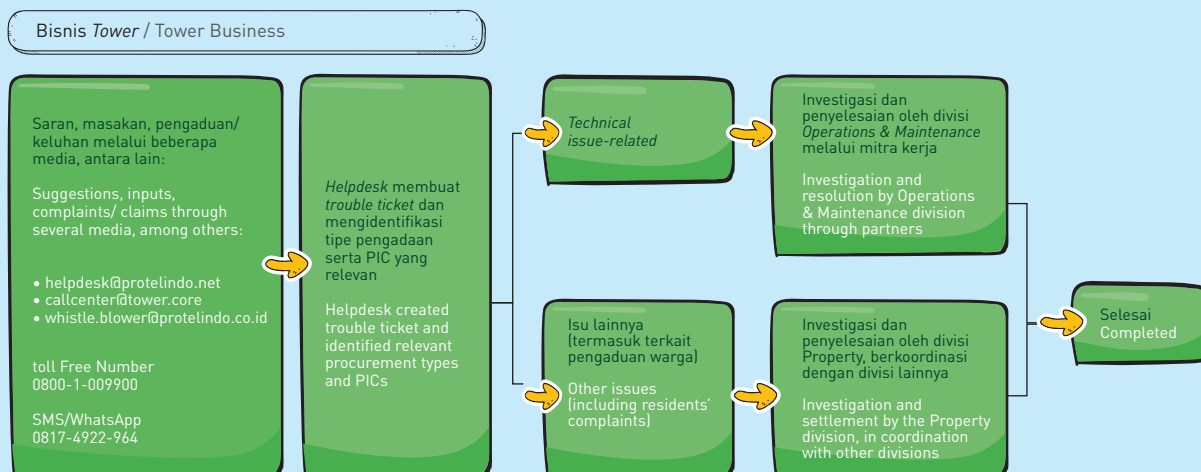 Bisnis Tower / Tower Business
Saran, masakan, pengaduan/
keluhan melalui beberapa
media, antara lain:
Suggestions, inputs,
complaints/ claims through
several media, among others:
• helpdesk@protelindo.net
• callcenter@tower.core
• whistle.blower@protelindo.co.id
toll Free Number
0800-1-009900
SMS/WhatsApp
0817-4922-964
Helpdesk membuat
trouble ticket dan
mengidentifikasi
tipe pengadaan
serta PIC yang
relevan
Helpdesk created
trouble ticket and
identified relevant
procurement types
and PICs
Technical
issue-related
Investigasi dan
penyelesaian oleh divisi
Operations & Maintenance
melalui mitra kerja
Investigation and
resolution by Operations
& Maintenance division
through partners
Isu lainnya
(termasuk terkait
pengaduan warga)
Other issues
(including residents'
complaints)
Investigasi dan
penyelesaian oleh divisi
Property, berkoordinasi
dengan divisi lainnya
Investigation and
settlement by the Property
division, in coordination
with other divisions
Selesai
Completed